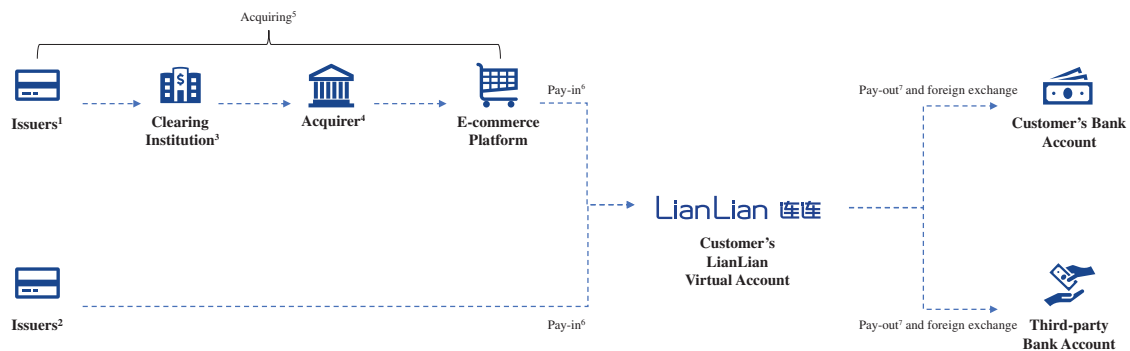 Acquiring⁵
Issuers¹
Clearing
Institution³
Acquirer⁴
E-commerce
Platform
Pay-in⁶
Pay-out⁷ and foreign exchange
Customer's Bank
Account
LianLian 连连
Customer's
LianLian
Virtual Account
Issuers²
Pay-in⁶
Pay-out⁷ and foreign exchange
Third-party
Bank Account